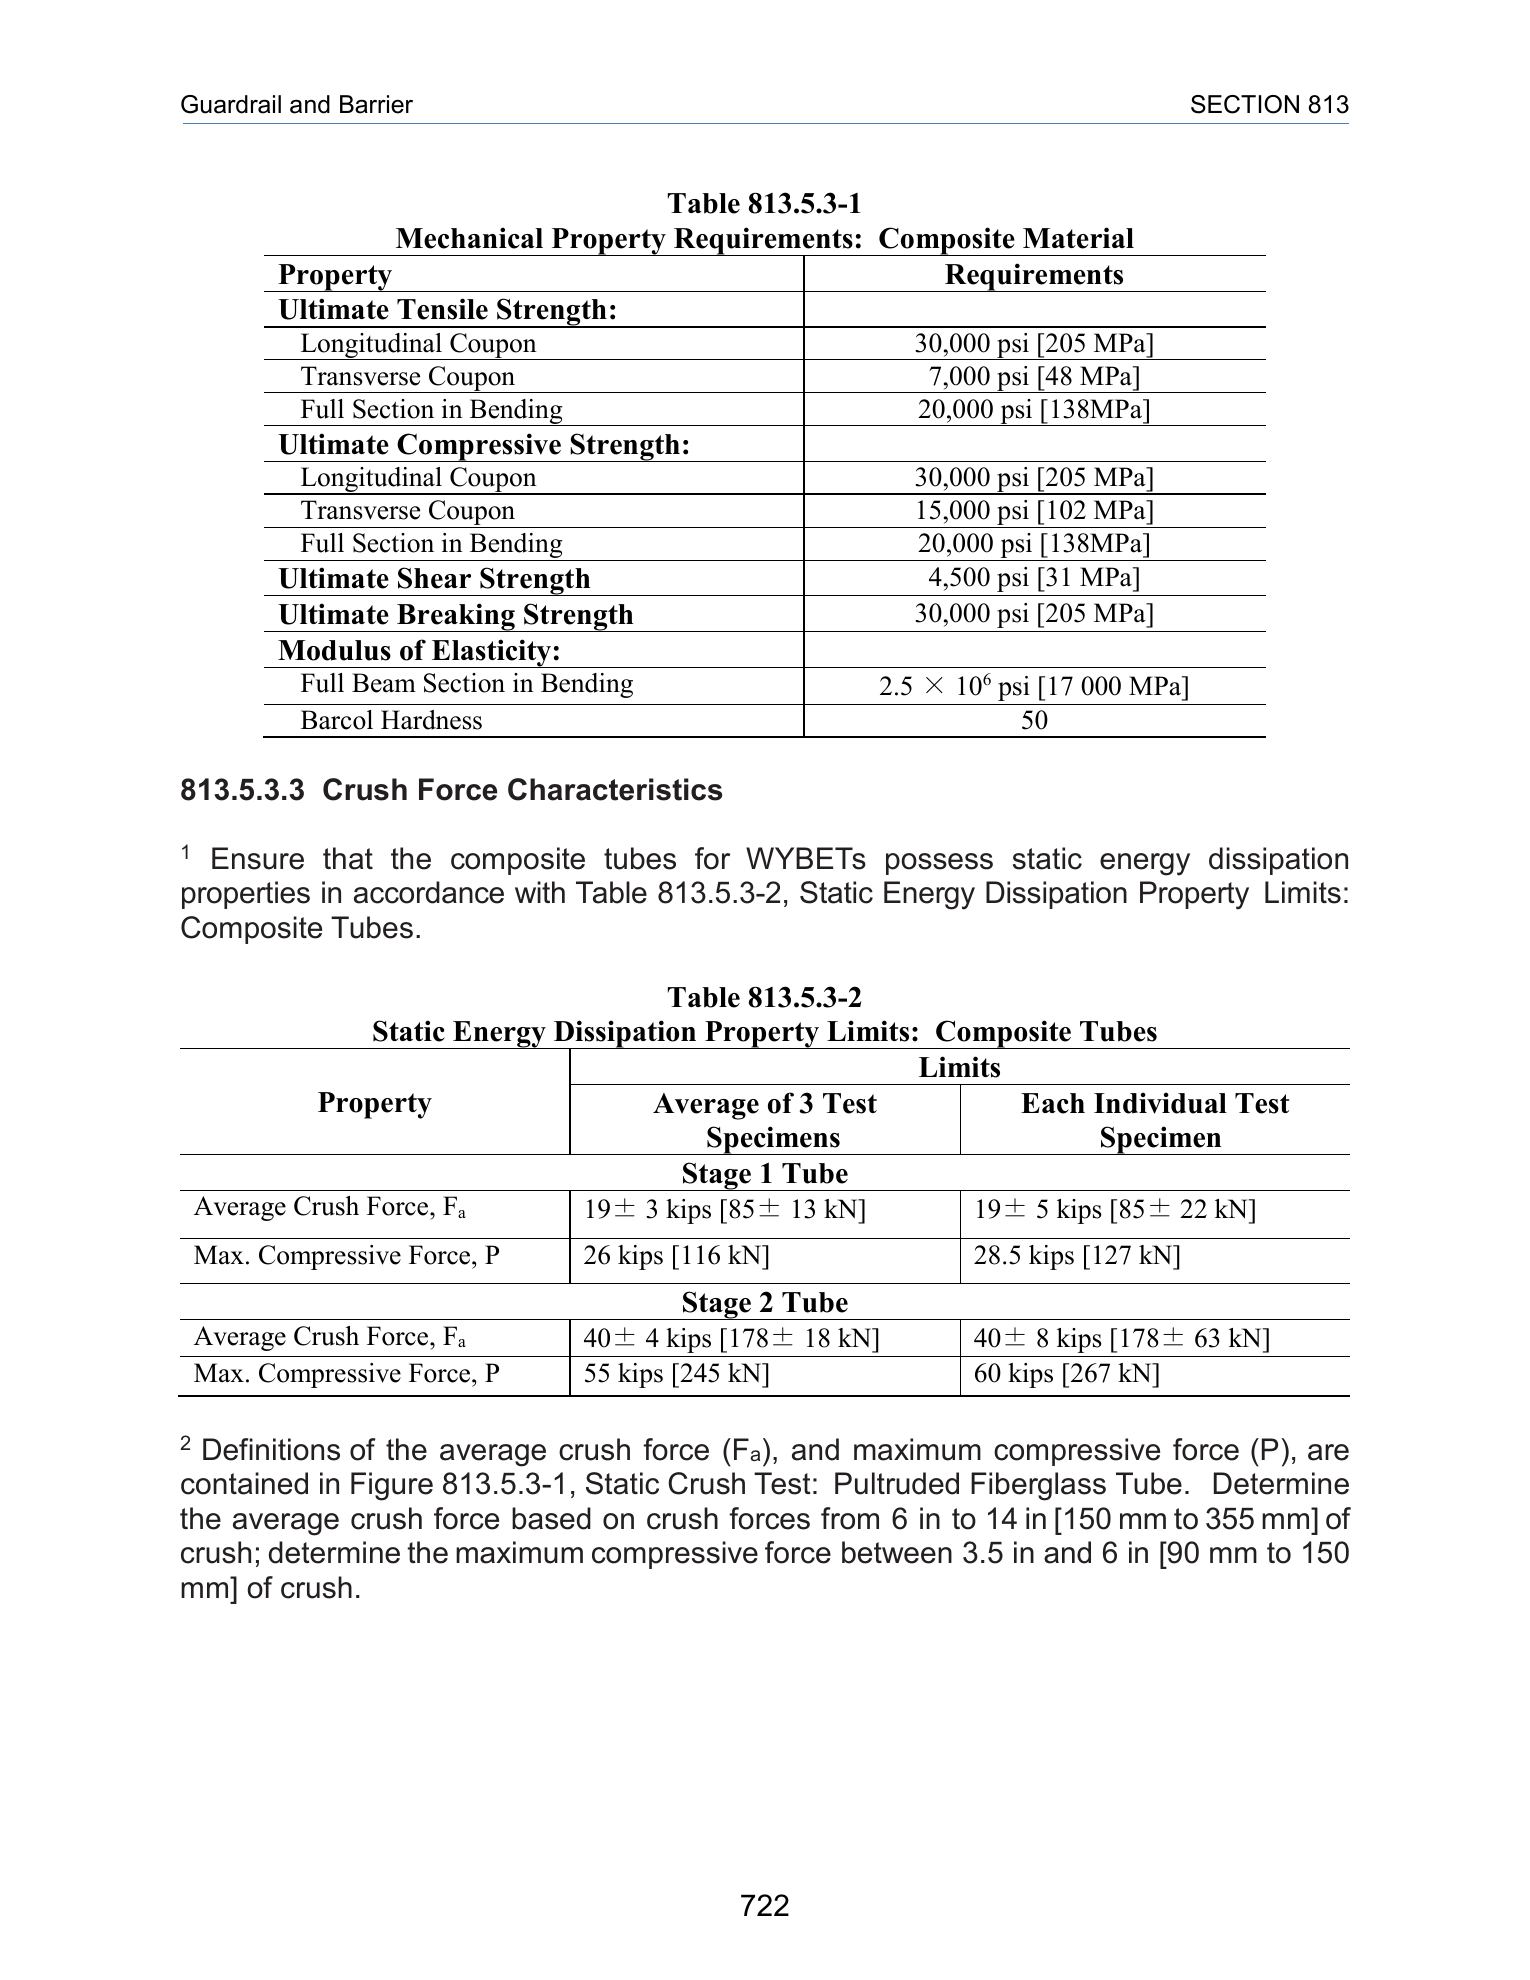 Guardrail and Barrier SECTION 813
Table 813.5.3-1
Mechanical Property Requirements: Composite Material
Property Requirements
Ultimate Tensile Strength:
Longitudinal Coupon 30,000 psi [205 MPa]
Transverse Coupon 7,000 psi [48 MPa]
Full Section in Bending 20,000 psi [138MPa]
Ultimate Compressive Strength:
Longitudinal Coupon 30,000 psi [205 MPa]
Transverse Coupon 15,000 psi [102 MPa]
Full Section in Bending 20,000 psi [138MPa]
Ultimate Shear Strength 4,500 psi [31 MPa]
Ultimate Breaking Strength 30,000 psi [205 MPa]
Modulus of Elasticity:
Full Beam Section in Bending 2.5 × 10⁶ psi [17 000 MPa]
Barcol Hardness 50
813.5.3.3 Crush Force Characteristics
¹ Ensure that the composite tubes for WYBETs possess static energy dissipation
properties in accordance with Table 813.5.3-2, Static Energy Dissipation Property Limits:
Composite Tubes.
Table 813.5.3-2
Static Energy Dissipation Property Limits: Composite Tubes
Limits
Property Average of 3 Test Each Individual Test
Specimens Specimen
Stage 1 Tube
Average Crush Force, Fₐ 19± 3 kips [85± 13 kN] 19± 5 kips [85± 22 kN]
Max. Compressive Force, P 26 kips [116 kN] 28.5 kips [127 kN]
Stage 2 Tube
Average Crush Force, Fₐ 40± 4 kips [178± 18 kN] 40± 8 kips [178± 63 kN]
Max. Compressive Force, P 55 kips [245 kN] 60 kips [267 kN]
² Definitions of the average crush force (Fₐ), and maximum compressive force (P), are
contained in Figure 813.5.3-1, Static Crush Test: Pultruded Fiberglass Tube. Determine
the average crush force based on crush forces from 6 in to 14 in [150 mm to 355 mm] of
crush; determine the maximum compressive force between 3.5 in and 6 in [90 mm to 150
mm] of crush.
722